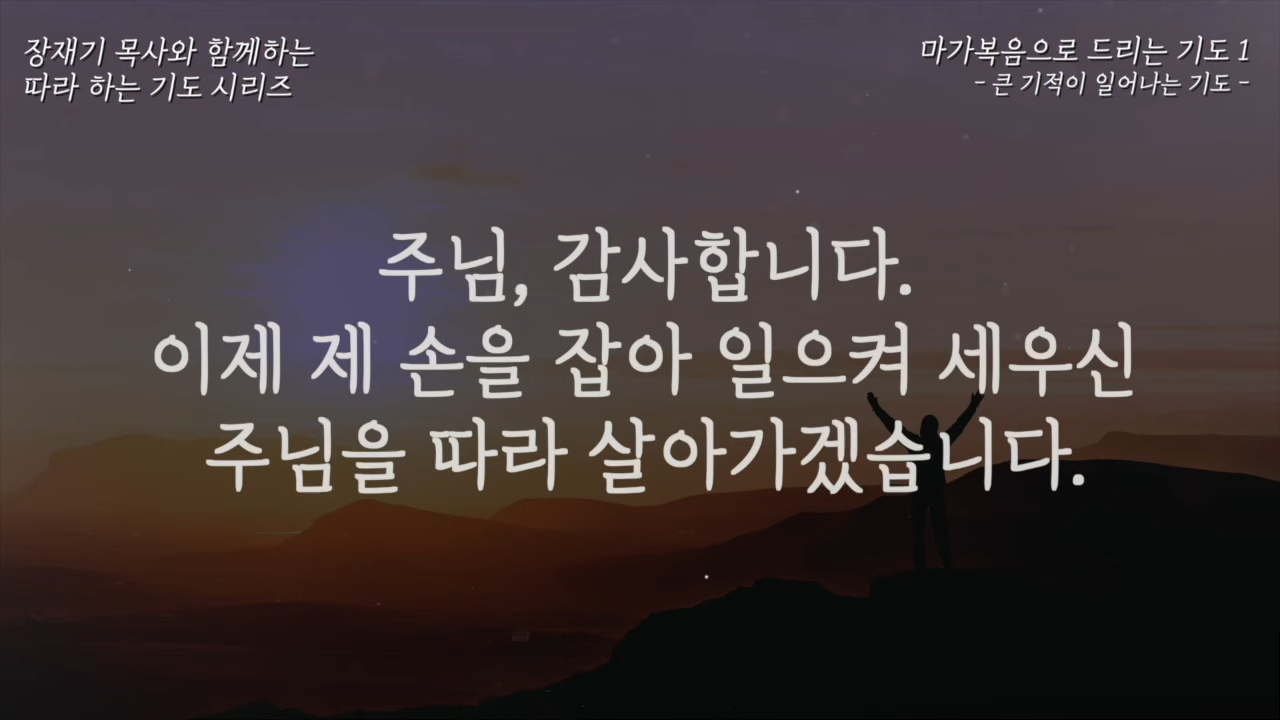 장재기 목사와 함께하는
따라 하는 기도 시리즈
마가복음으로 드리는 기도 1
- 큰 기적이 일어나는 기도 -
주님, 감사합니다.
이제 제 손을 잡아 일으켜 세우신
주님을 따라 살아가겠습니다.